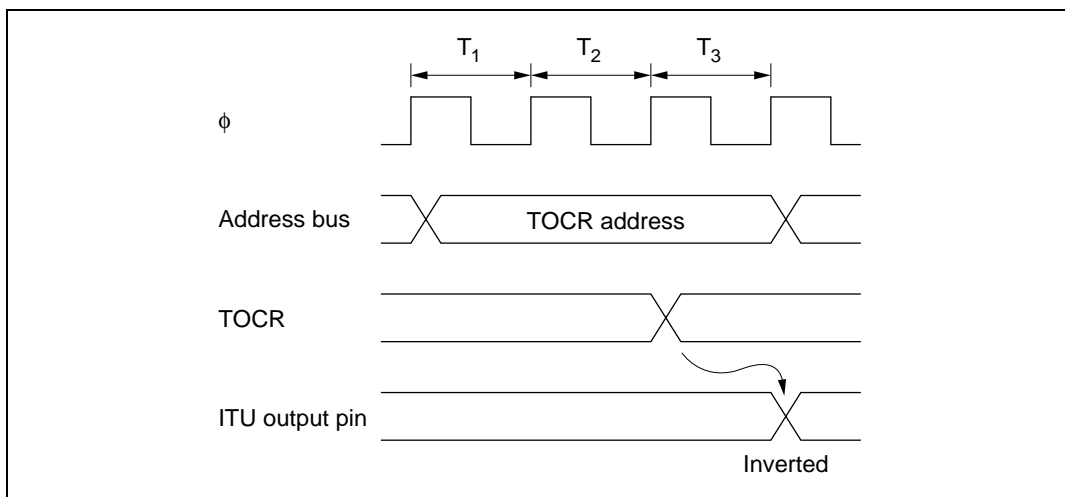 T1 T2 T3
φ
Address bus TOCR address
TOCR
ITU output pin
Inverted